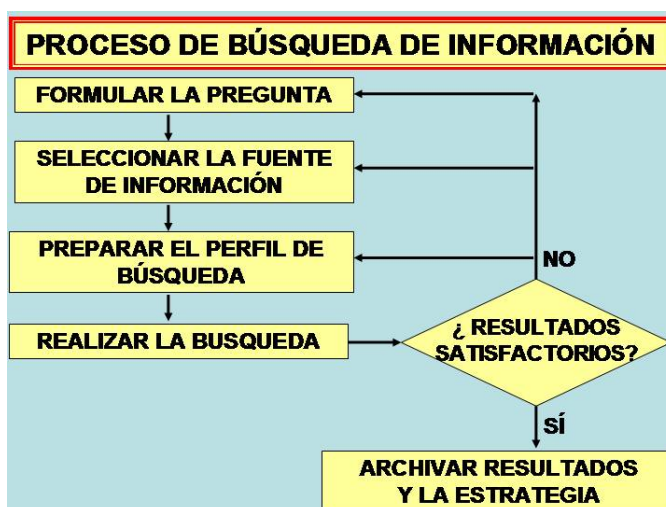 PROCESO DE BÚSQUEDA DE INFORMACIÓN
FORMULAR LA PREGUNTA
SELECCIONAR LA FUENTE
DE INFORMACIÓN
PREPARAR EL PERFIL DE
BÚSQUEDA
NO
REALIZAR LA BUSQUEDA
¿ RESULTADOS
SATISFACTORIOS?
SÍ
ARCHIVAR RESULTADOS
Y LA ESTRATEGIA